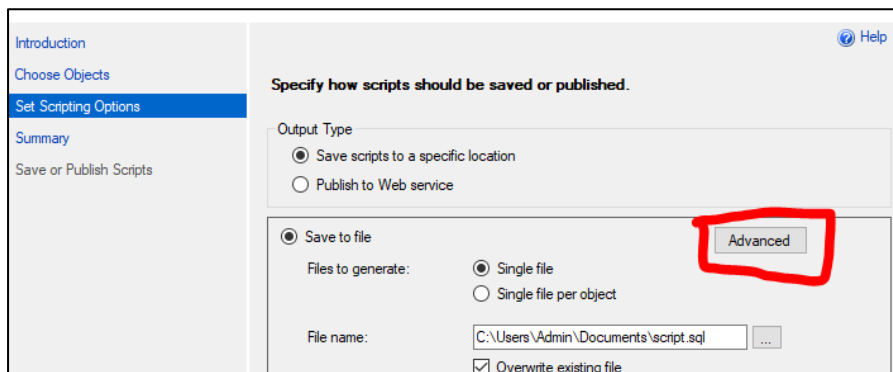 Introduction
Help
Choose Objects
Specify how scripts should be saved or published.
Set Scripting Options
Summary
Output Type
Save scripts to a specific location
Save or Publish Scripts
Publish to Web service
Save to file
Advanced
Files to generate:
Single file
Single file per object
File name:
C:\Users\Admin\Documents\script.sql
...
Overwrite existing file